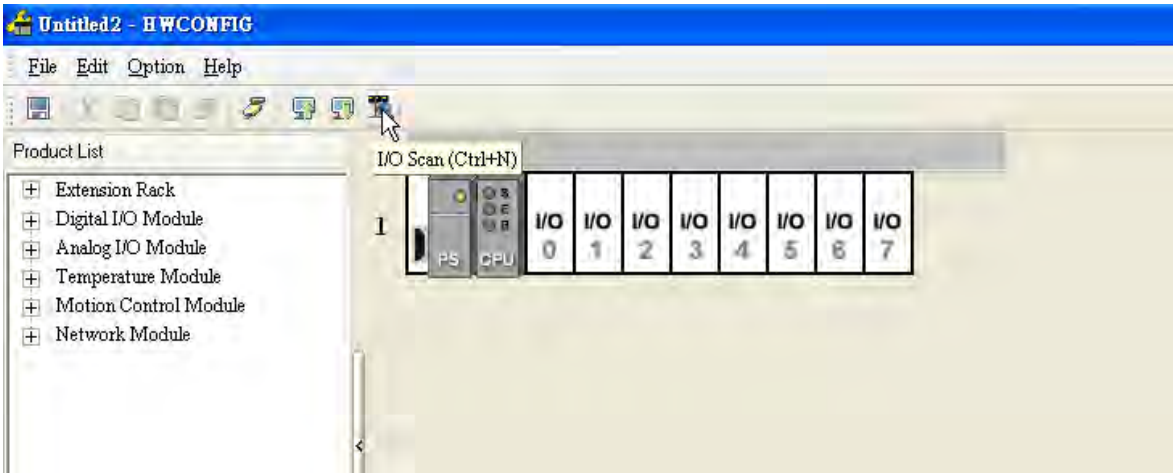 Untitled2 - HWCONFIG
File Edit Option Help
Product List
I/O Scan (Ctrl+N)
Extension Rack
Digital I/O Module
Analog I/O Module
Temperature Module
Motion Control Module
Network Module
1
PS CPU I/O 0 I/O 1 I/O 2 I/O 3 I/O 4 I/O 5 I/O 6 I/O 7